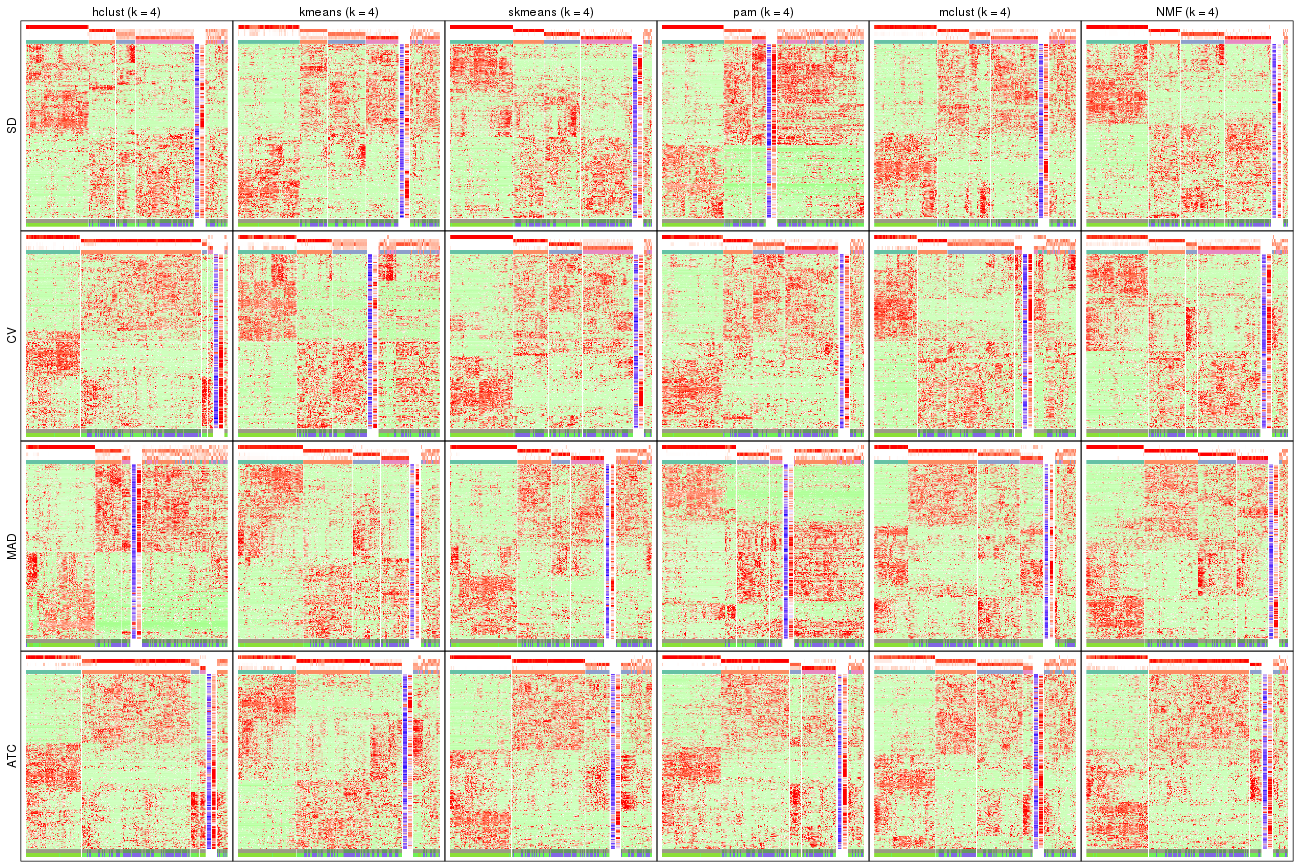 hclust (k = 4)
kmeans (k = 4)
skmeans (k = 4)
pam (k = 4)
mclust (k = 4)
NMF (k = 4)
SD
CV
MAD
ATC